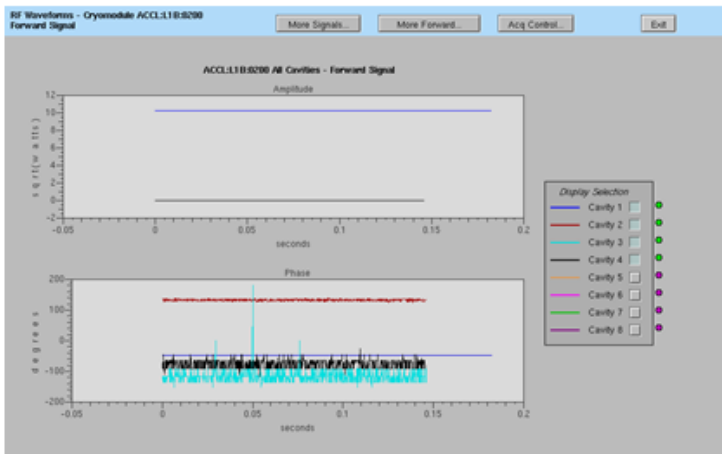 RF Waveforms - Cryomodule ACCL:L1B:0200
Forward Signal
More Signals...
More Forward...
Acq Control...
Exit
ACCL:L1B:0200 All Cavities - Forward Signal
Amplitude
12
10
8
6
4
2
0
-2
sqrt(watts)
-0.05 0 0.05 0.1 0.15 0.2
seconds
Phase
200
100
0
-100
-200
degrees
-0.05 0 0.05 0.1 0.15 0.2
seconds
Display Selection
Cavity 1
Cavity 2
Cavity 3
Cavity 4
Cavity 5
Cavity 6
Cavity 7
Cavity 8